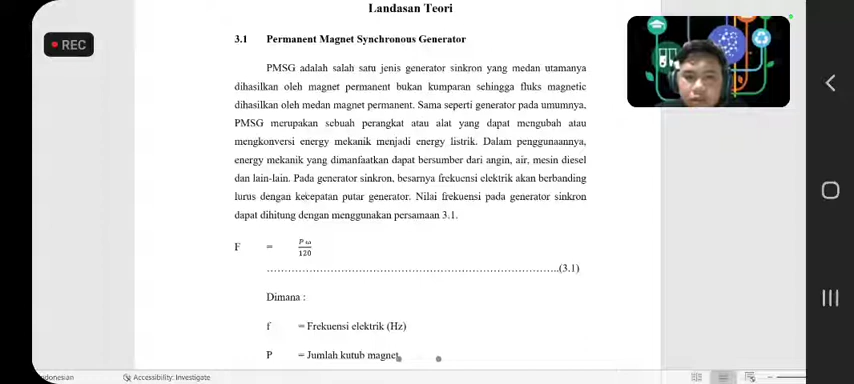 Landasan Teori
REC
3.1 Permanent Magnet Synchronous Generator
PMSG adalah salah satu jenis generator sinkron yang medan utamanya
dihasilkan oleh magnet permanent bukan kumparan sehingga fluks magnetic
dihasilkan oleh medan magnet permanent. Sama seperti generator pada umumnya,
PMSG merupakan sebuah perangkat atau alat yang dapat mengubah atau
mengkonversi energy mekanik menjadi energy listrik. Dalam penggunaannya,
energy mekanik yang dimanfaatkan dapat bersumber dari angin, air, mesin diesel
dan lain-lain. Pada generator sinkron, besarnya frekuensi elektrik akan berbanding
lurus dengan kecepatan putar generator. Nilai frekuensi pada generator sinkron
dapat dihitung dengan menggunakan persamaan 3.1.
F = P ω
120
…………………………………………………………………………..(3.1)
Dimana :
f = Frekuensi elektrik (Hz)
P = Jumlah kutub magnet
Accessibility: Investigate